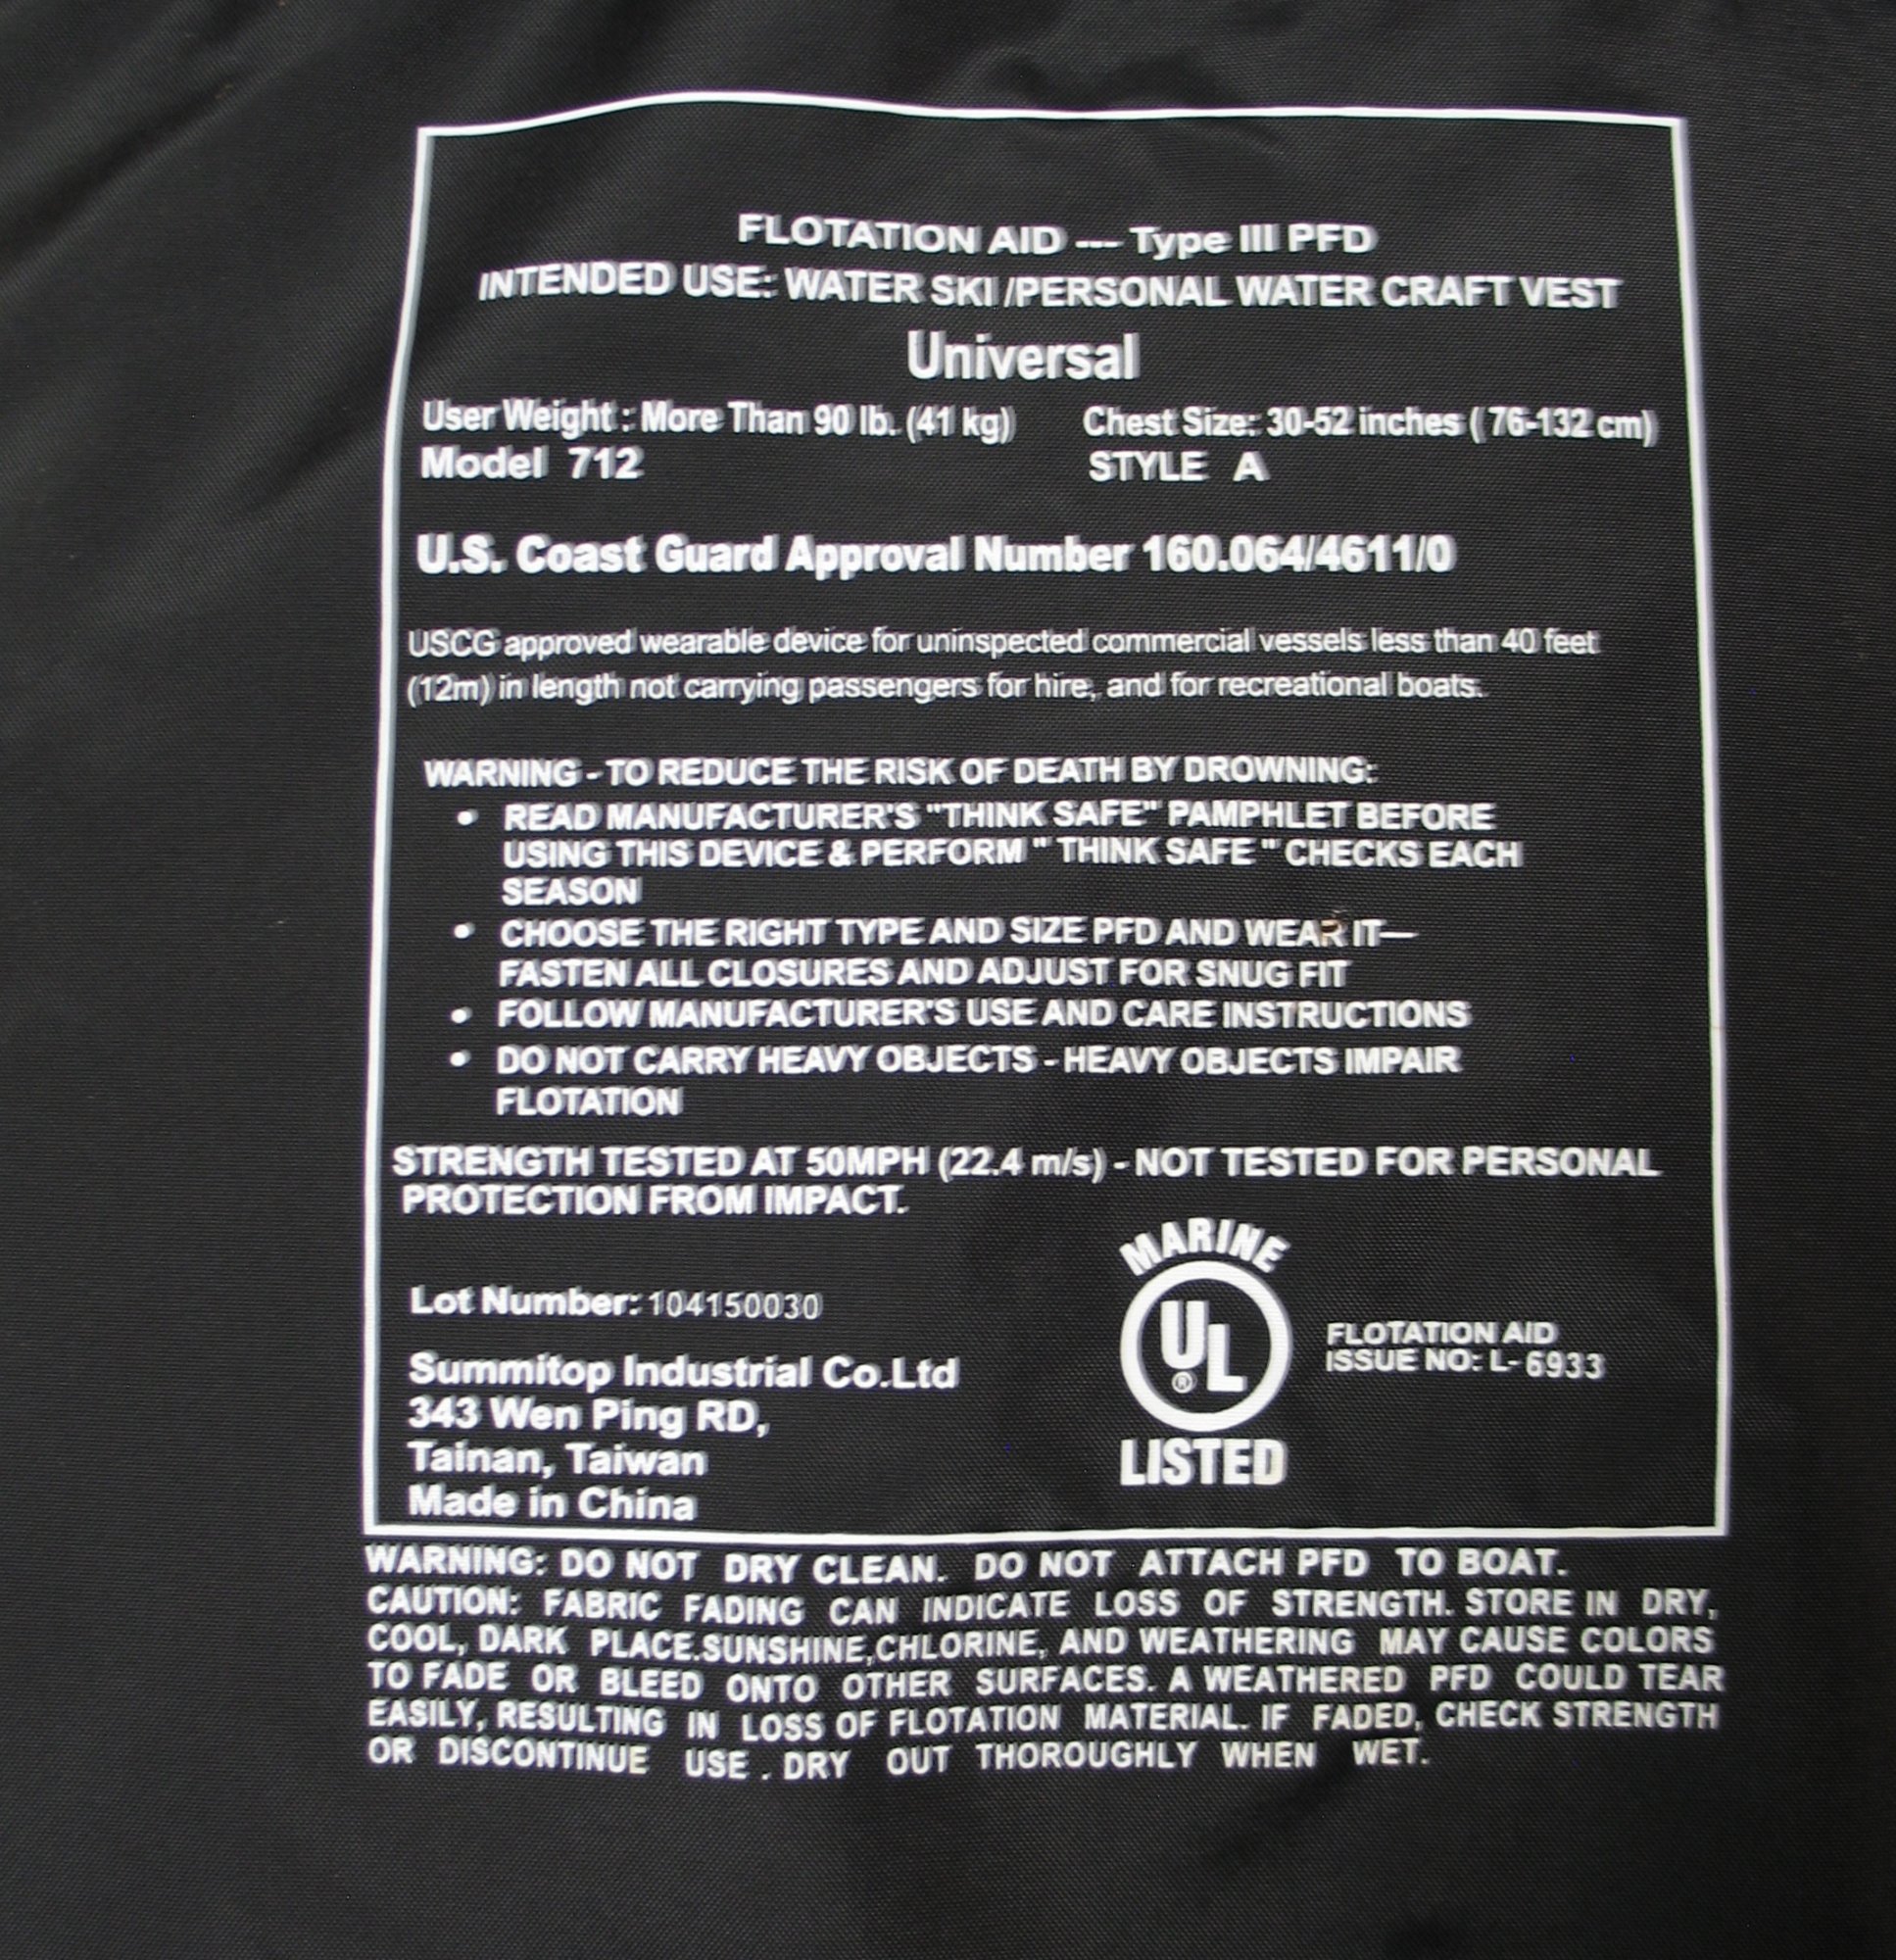 FLOTATION AID --- Type III PFD
INTENDED USE: WATER SKI /PERSONAL WATER CRAFT VEST
Universal
User Weight : More Than 90 lb. (41 kg) Chest Size: 30-52 inches ( 76-132 cm)
Model 712 STYLE A
U.S. Coast Guard Approval Number 160.064/4611/0
USCG approved wearable device for uninspected commercial vessels less than 40 feet
(12m) in length not carrying passengers for hire, and for recreational boats.
WARNING - TO REDUCE THE RISK OF DEATH BY DROWNING:
• READ MANUFACTURER'S "THINK SAFE" PAMPHLET BEFORE
USING THIS DEVICE & PERFORM " THINK SAFE " CHECKS EACH
SEASON
• CHOOSE THE RIGHT TYPE AND SIZE PFD AND WEAR IT—
FASTEN ALL CLOSURES AND ADJUST FOR SNUG FIT
• FOLLOW MANUFACTURER'S USE AND CARE INSTRUCTIONS
• DO NOT CARRY HEAVY OBJECTS - HEAVY OBJECTS IMPAIR
FLOTATION
STRENGTH TESTED AT 50MPH (22.4 m/s) - NOT TESTED FOR PERSONAL
PROTECTION FROM IMPACT.
Lot Number: 104150030
Summitop Industrial Co.Ltd
343 Wen Ping RD,
Tainan, Taiwan
Made in China
MARINE
UL
®
LISTED
FLOTATION AID
ISSUE NO: L- 6933
WARNING: DO NOT DRY CLEAN. DO NOT ATTACH PFD TO BOAT.
CAUTION: FABRIC FADING CAN INDICATE LOSS OF STRENGTH. STORE IN DRY,
COOL, DARK PLACE.SUNSHINE,CHLORINE, AND WEATHERING MAY CAUSE COLORS
TO FADE OR BLEED ONTO OTHER SURFACES. A WEATHERED PFD COULD TEAR
EASILY, RESULTING IN LOSS OF FLOTATION MATERIAL. IF FADED, CHECK STRENGTH
OR DISCONTINUE USE . DRY OUT THOROUGHLY WHEN WET.